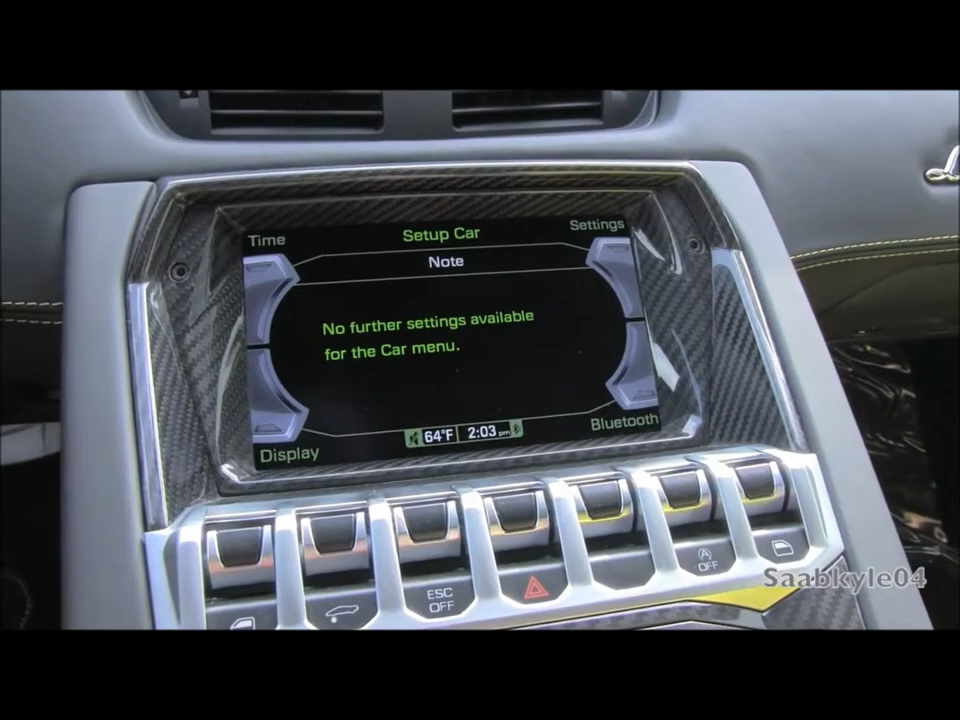 Time
Setup Car
Settings
Note
No further settings available
for the Car menu.
64°F
2:03 pm
Display
Bluetooth
ESC
OFF
A
OFF
Saabkyle04